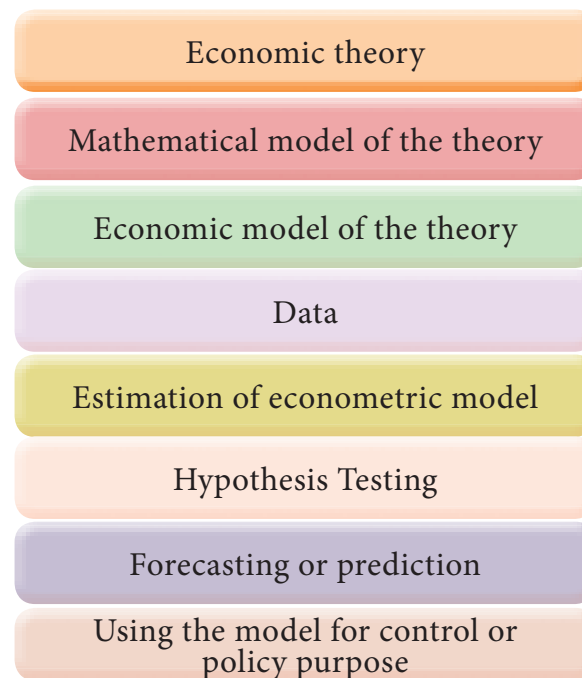 Economic theory
Mathematical model of the theory
Economic model of the theory
Data
Estimation of econometric model
Hypothesis Testing
Forecasting or prediction
Using the model for control or
policy purpose